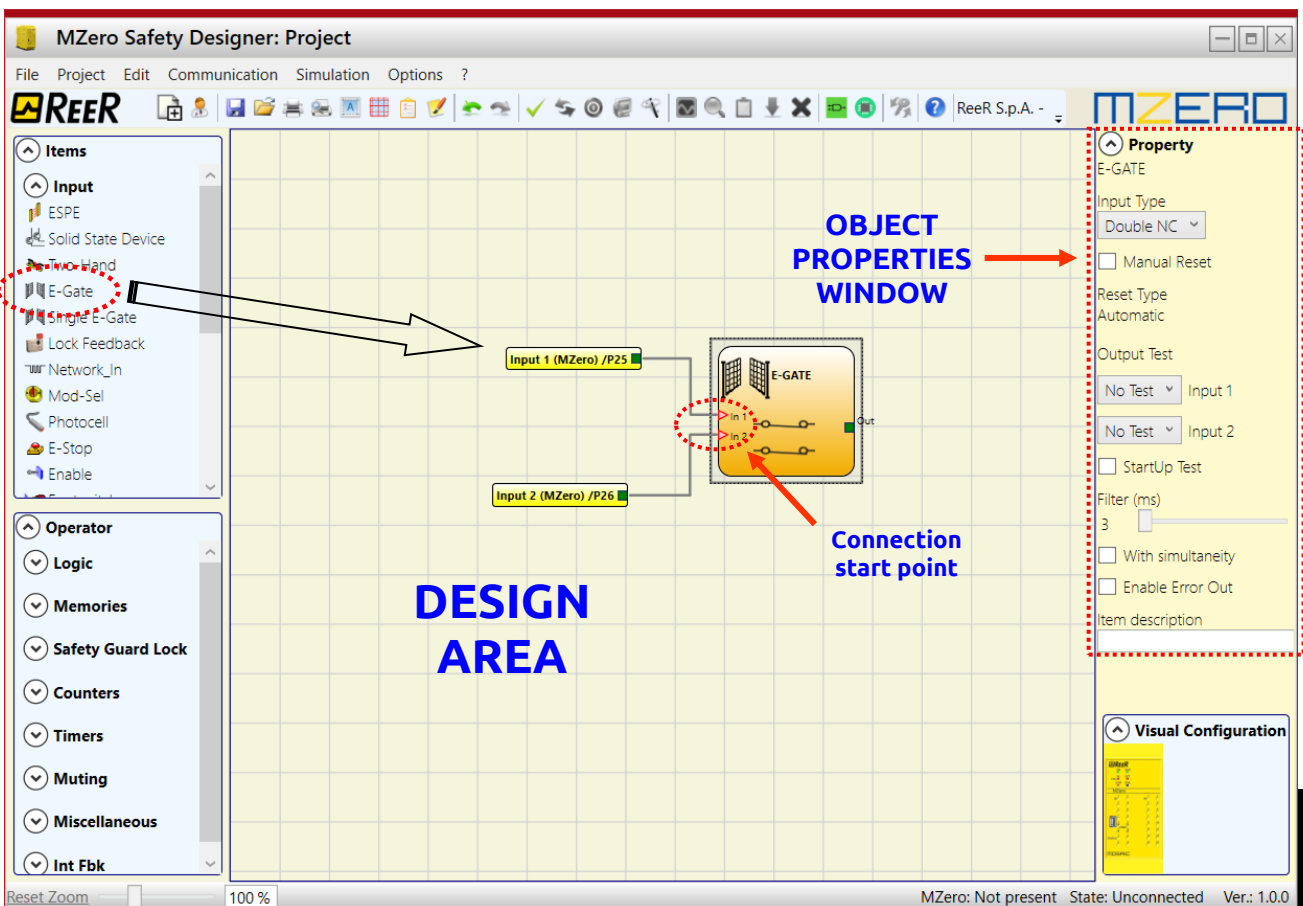 MZero Safety Designer: Project
File Project Edit Communication Simulation Options ?
REER
ReeR S.p.A. -
MZERO
Items
Input
ESPE
Solid State Device
Two-Hand
E-Gate
Single E-Gate
Lock Feedback
Network_In
Mod-Sel
Photocell
E-Stop
Enable
Operator
Logic
Memories
Safety Guard Lock
Counters
Timers
Muting
Miscellaneous
Int Fbk
Input 1 (MZero) /P25
Input 2 (MZero) /P26
E-GATE
In 1
In 2
Out
OBJECT
PROPERTIES
WINDOW
Connection
start point
DESIGN
AREA
Property
E-GATE
Input Type
Double NC
Manual Reset
Reset Type
Automatic
Output Test
No Test Input 1
No Test Input 2
StartUp Test
Filter (ms)
3
With simultaneity
Enable Error Out
Item description
Visual Configuration
Reset Zoom 100 % MZero: Not present State: Unconnected Ver.: 1.0.0